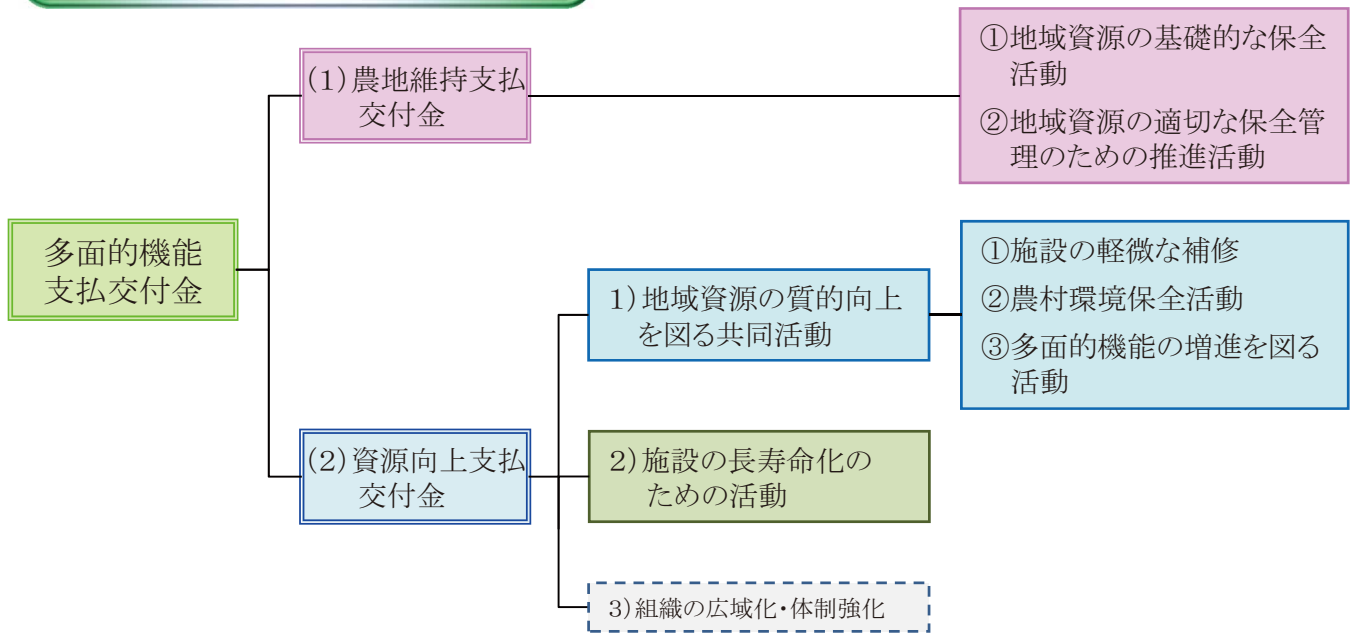 (1)農地維持支払
交付金
①地域資源の基礎的な保全
活動
②地域資源の適切な保全管
理のための推進活動
多面的機能
支払交付金
1)地域資源の質的向上
を図る共同活動
①施設の軽微な補修
②農村環境保全活動
③多面的機能の増進を図る
活動
(2)資源向上支払
交付金
2)施設の長寿命化の
ための活動
3)組織の広域化・体制強化